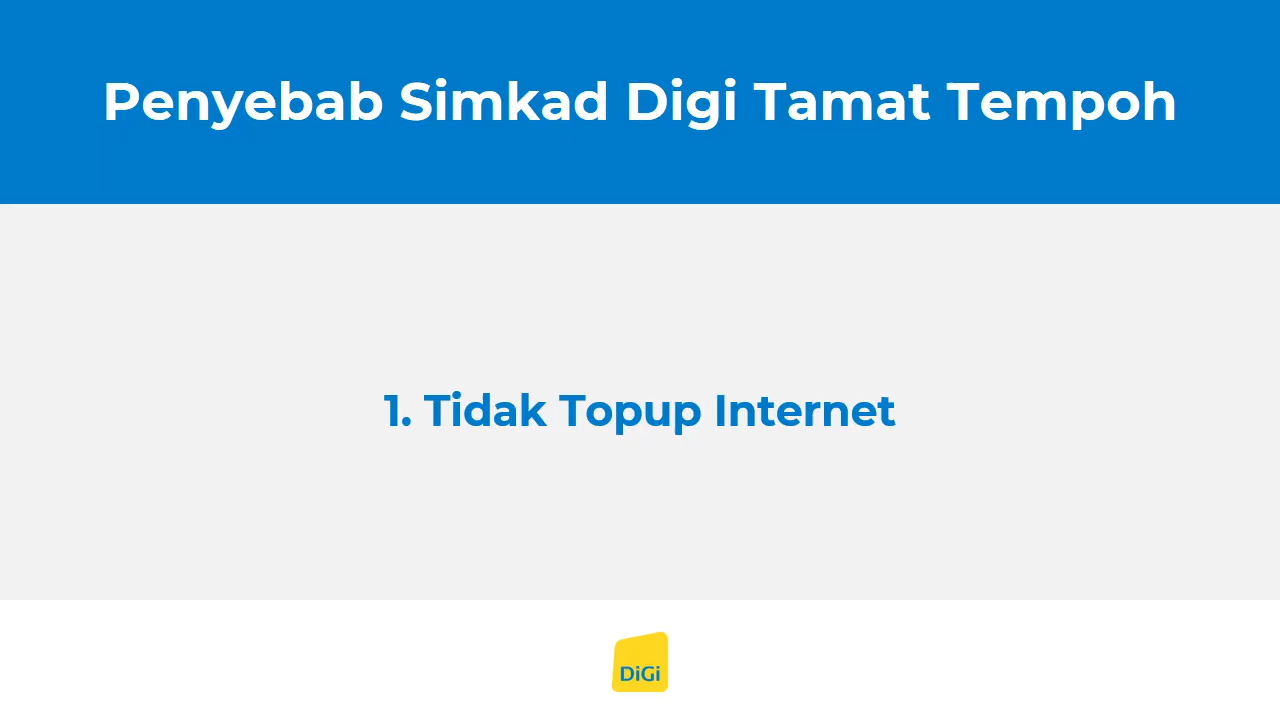 Penyebab Simkad Digi Tamat Tempoh
1. Tidak Topup Internet
DiGi